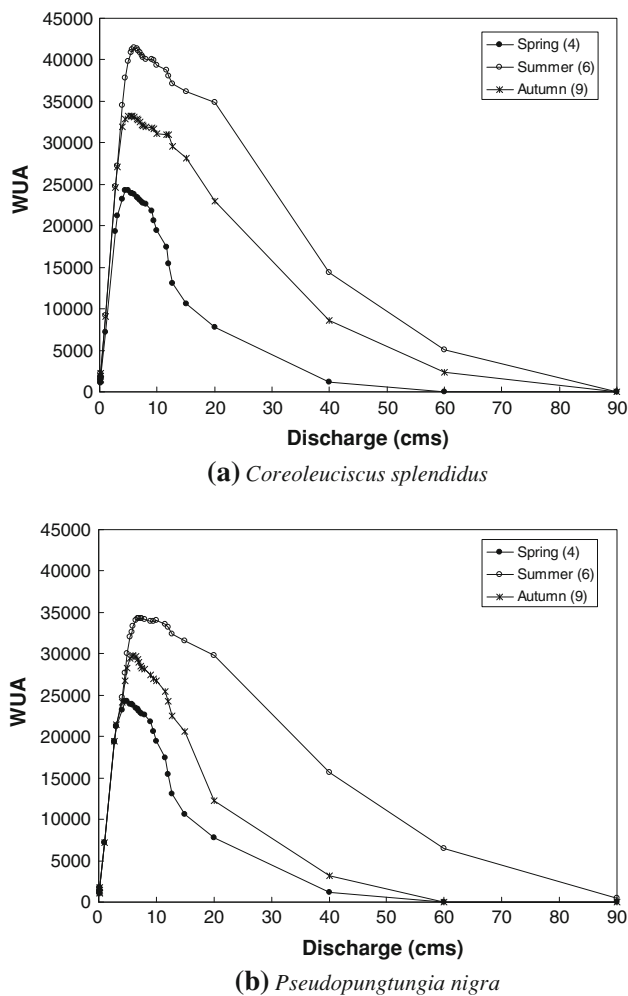 45000
40000
35000
30000
25000
20000
15000
10000
5000
0
WUA
Spring (4)
Summer (6)
Autumn (9)
0 10 20 30 40 50 60 70 80 90
Discharge (cms)
(a) Coreoleuciscus splendidus
45000
40000
35000
30000
25000
20000
15000
10000
5000
0
WUA
Spring (4)
Summer (6)
Autumn (9)
0 10 20 30 40 50 60 70 80 90
Discharge (cms)
(b) Pseudopungtungia nigra